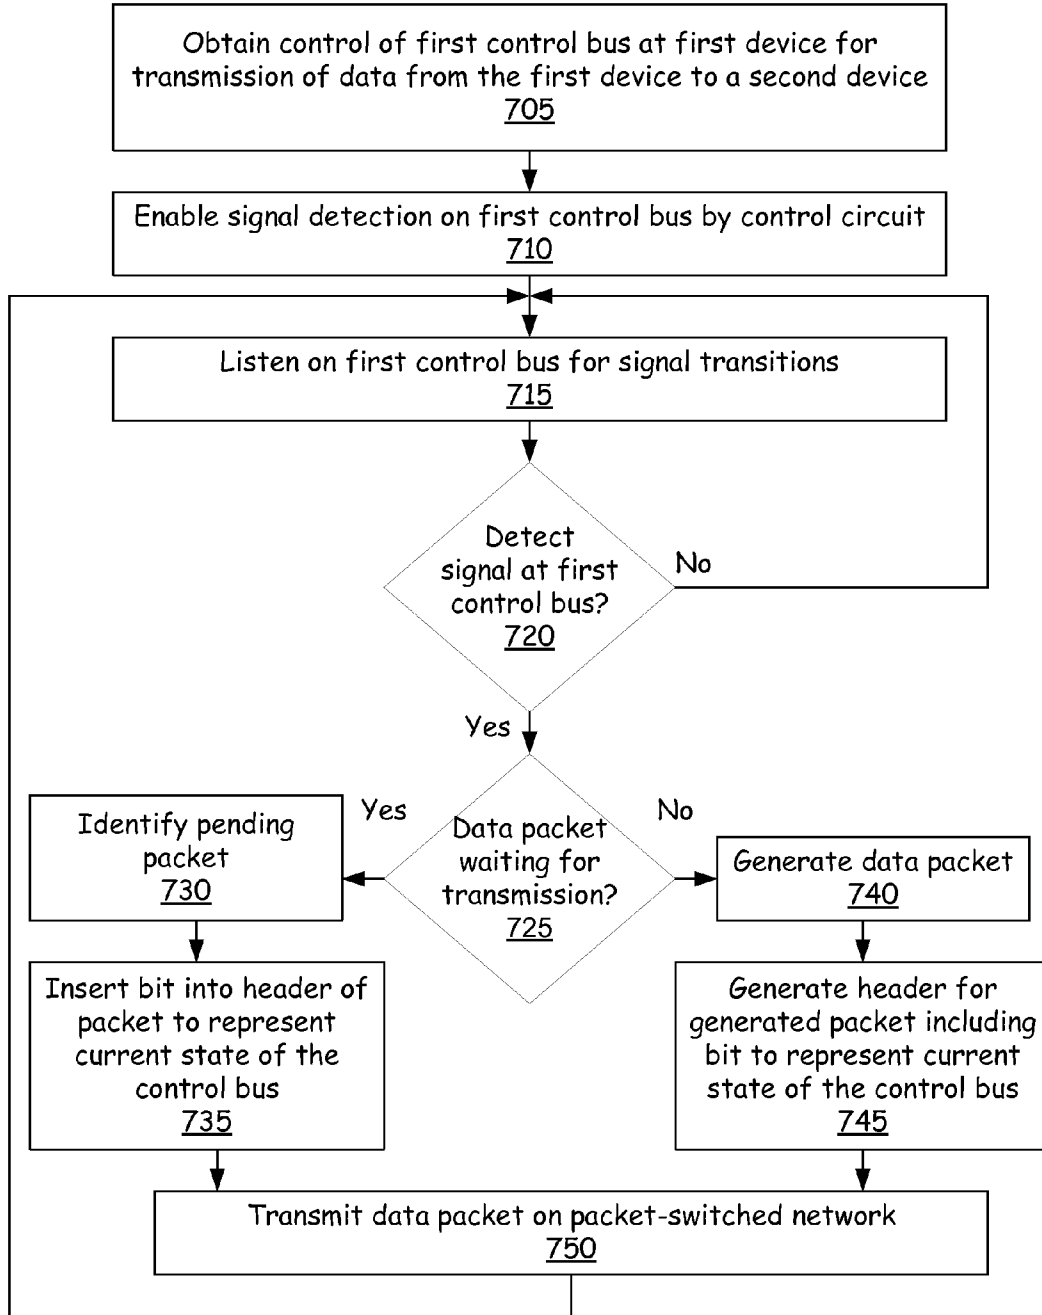 Obtain control of first control bus at first device for
transmission of data from the first device to a second device
705
Enable signal detection on first control bus by control circuit
710
Listen on first control bus for signal transitions
715
Detect
signal at first
control bus?
720
No
Yes
Data packet
waiting for
transmission?
725
Yes
No
Identify pending
packet
730
Generate data packet
740
Insert bit into header of
packet to represent
current state of the
control bus
735
Generate header for
generated packet including
bit to represent current
state of the control bus
745
Transmit data packet on packet-switched network
750